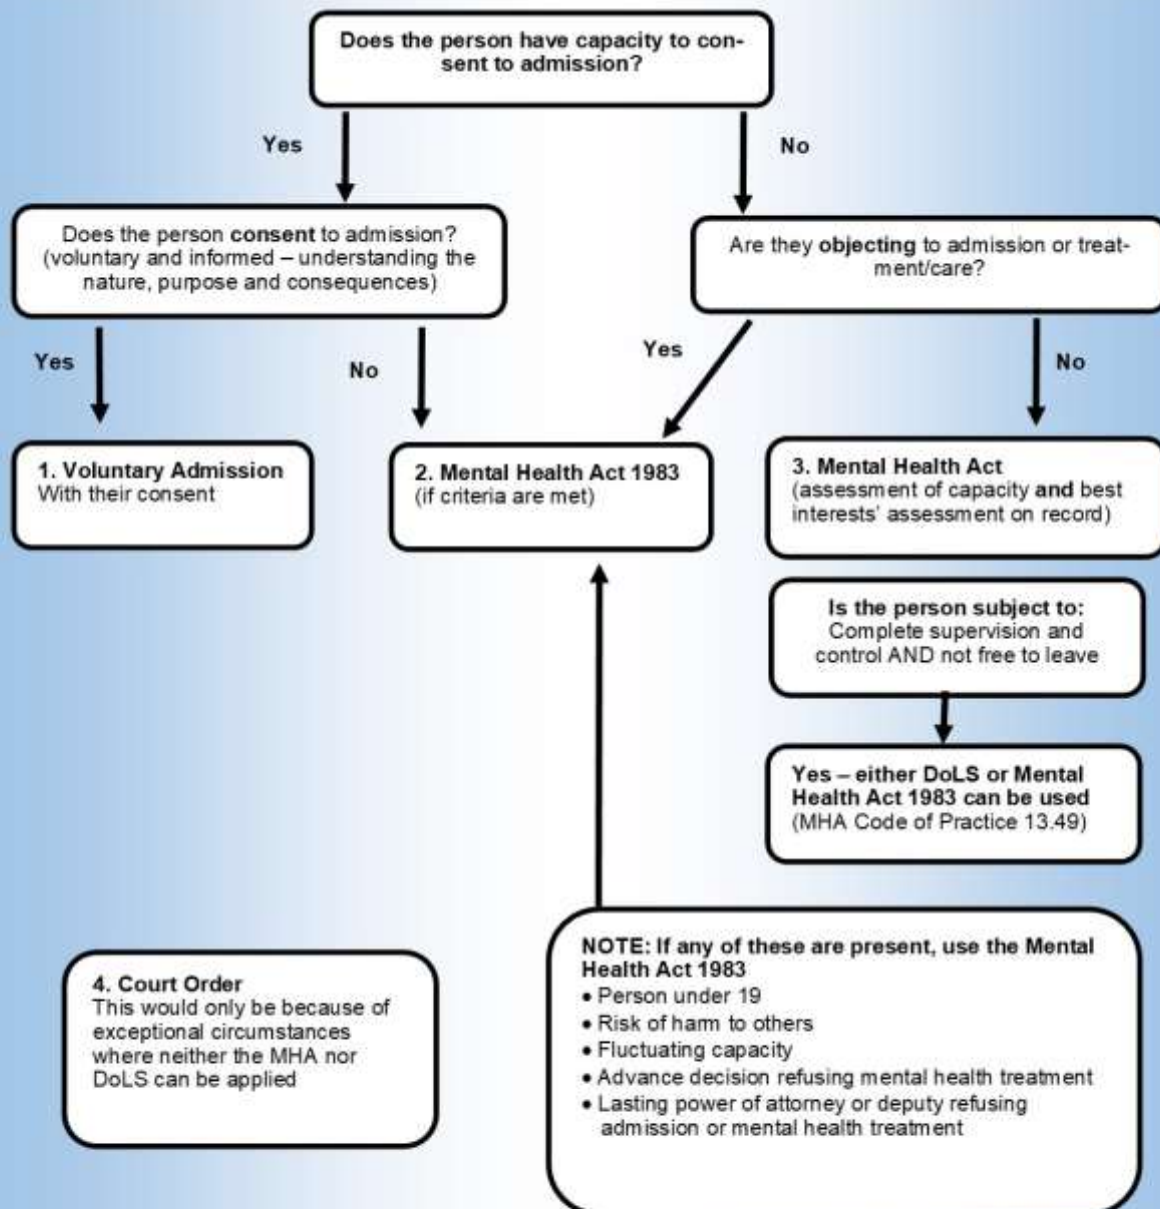 Does the person have capacity to con-
sent to admission?
Yes
No
Does the person consent to admission?
(voluntary and informed – understanding the
nature, purpose and consequences)
Are they objecting to admission or treat-
ment/care?
Yes
No
Yes
No
1. Voluntary Admission
With their consent
2. Mental Health Act 1983
(if criteria are met)
3. Mental Health Act
(assessment of capacity and best
interests' assessment on record)
Is the person subject to:
Complete supervision and
control AND not free to leave
Yes – either DoLS or Mental
Health Act 1983 can be used
(MHA Code of Practice 13.49)
4. Court Order
This would only be because of
exceptional circumstances
where neither the MHA nor
DoLS can be applied
NOTE: If any of these are present, use the Mental
Health Act 1983
• Person under 19
• Risk of harm to others
• Fluctuating capacity
• Advance decision refusing mental health treatment
• Lasting power of attorney or deputy refusing
admission or mental health treatment